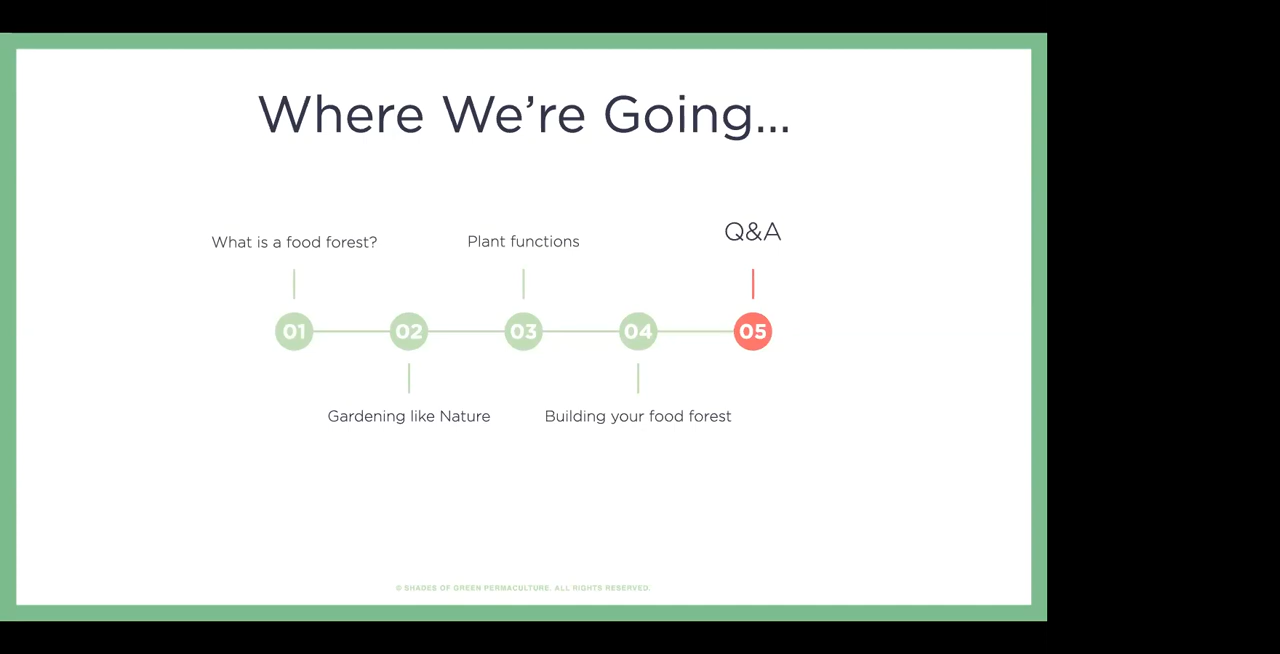 Where We're Going...
What is a food forest?
Plant functions
Q&A
01
02
03
04
05
Gardening like Nature
Building your food forest
© SHADES OF GREEN PERMACULTURE. ALL RIGHTS RESERVED.